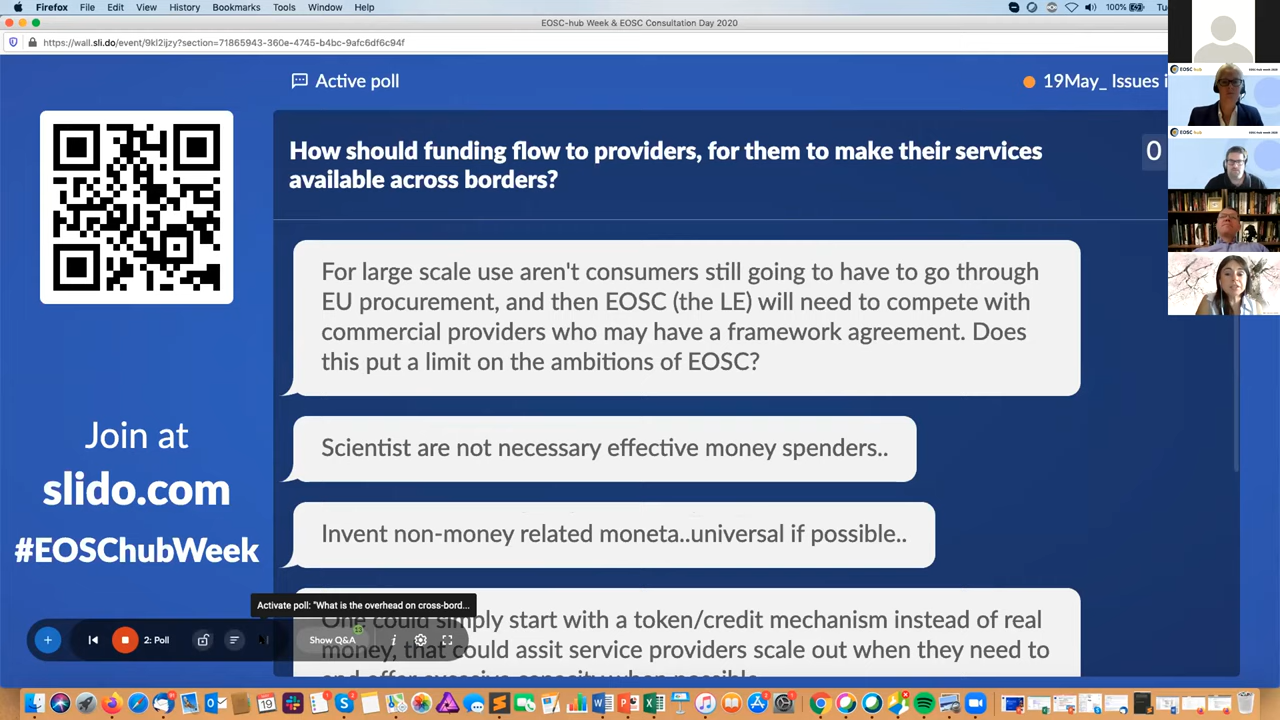 Firefox File Edit View History Bookmarks Tools Window Help
100%
EOSC-hub Week & EOSC Consultation Day 2020
https://wall.sli.do/event/9kl2ijzy?section=71865943-360e-4745-b4bc-9afc6df6c94f
Active poll
19May_ Issues i
How should funding flow to providers, for them to make their services
available across borders?
0
For large scale use aren't consumers still going to have to go through
EU procurement, and then EOSC (the LE) will need to compete with
commercial providers who may have a framework agreement. Does
this put a limit on the ambitions of EOSC?
Scientist are not necessary effective money spenders..
Invent non-money related moneta..universal if possible..
One could simply start with a token/credit mechanism instead of real
money, that could assit service providers scale out when they need to
and offer excessive capacity when possible
Join at
slido.com
#EOSChubWeek
Activate poll: "What is the overhead on cross-bord...
2: Poll
Show Q&A